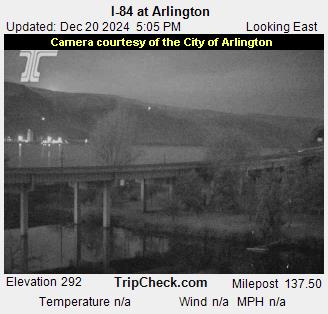 I-84 at Arlington
Updated: Dec 20 2024 5:05 PM Looking East
Camera courtesy of the City of Arlington
Elevation 292 TripCheck.com Milepost 137.50
Temperature n/a Wind n/a MPH n/a